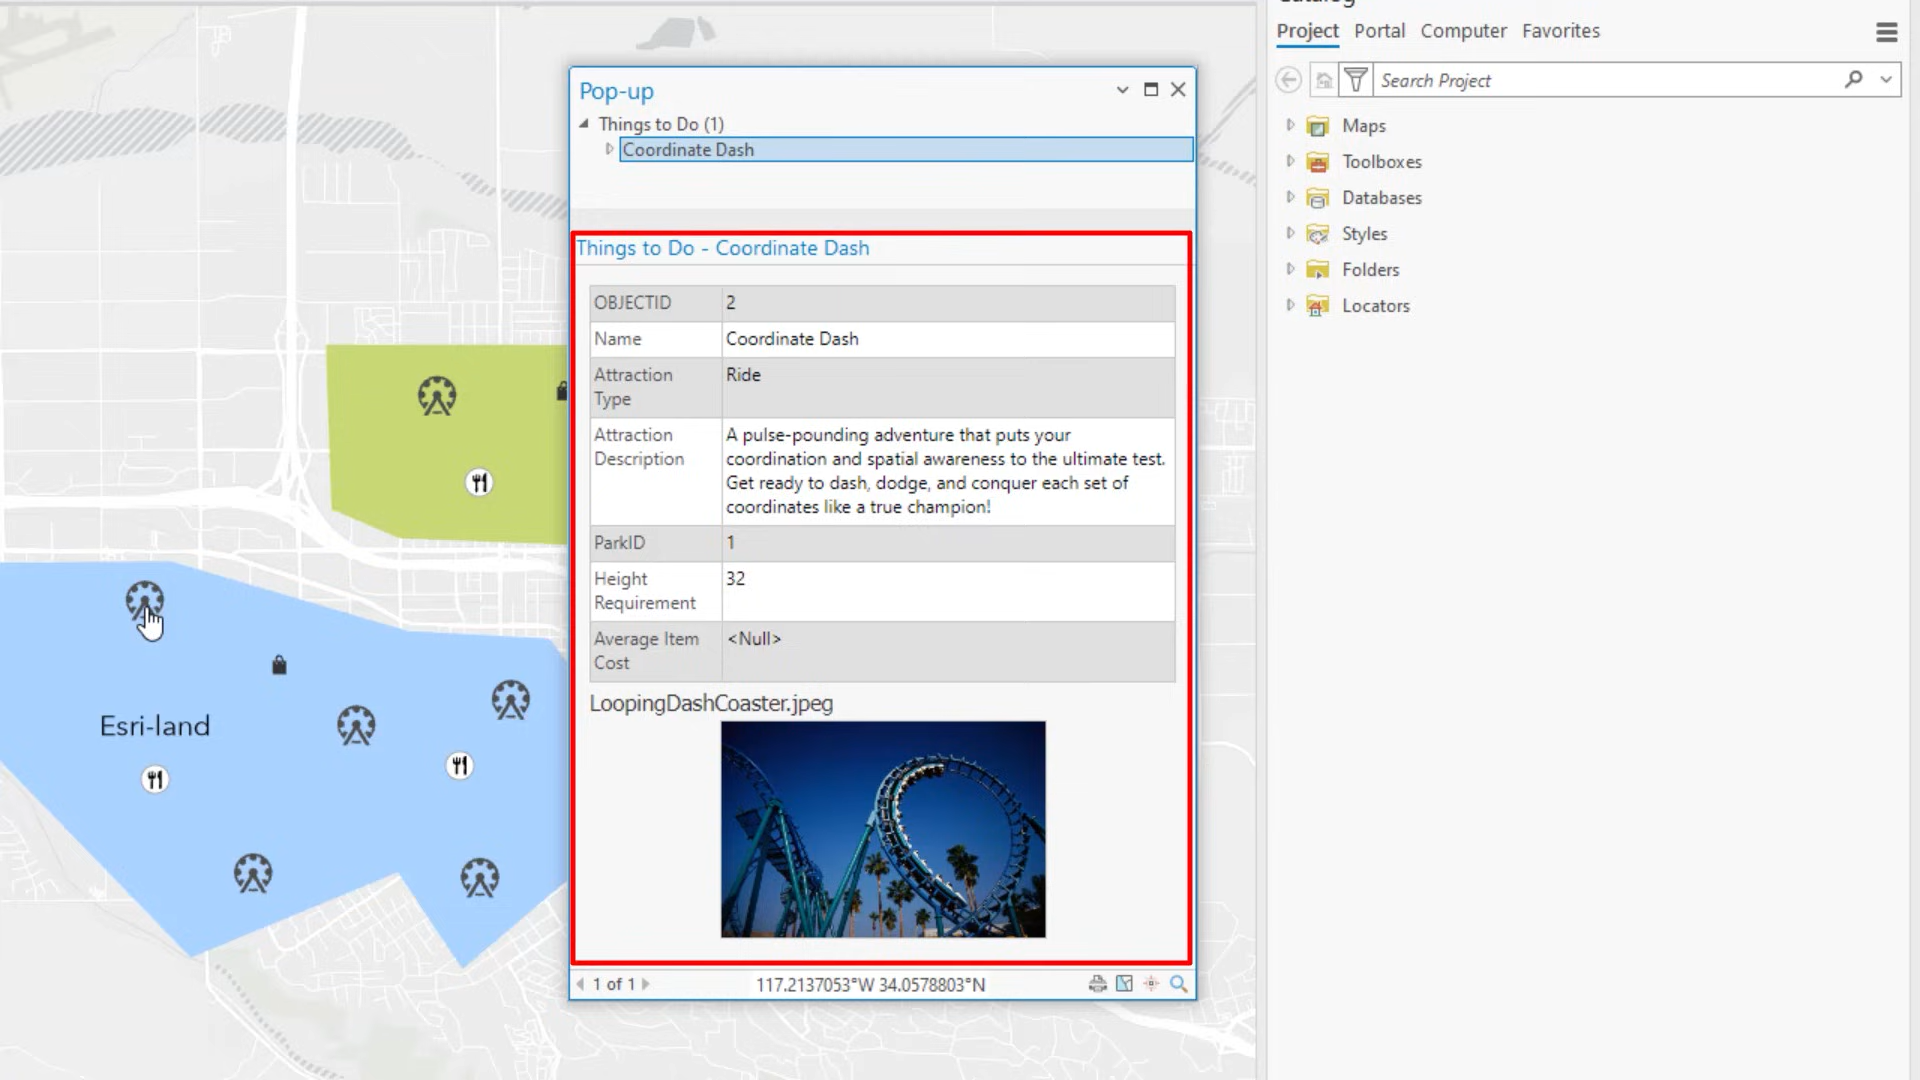 Catalog
Project Portal Computer Favorites
Search Project
Maps
Toolboxes
Databases
Styles
Folders
Locators
Pop-up
Things to Do (1)
Coordinate Dash
Things to Do - Coordinate Dash
OBJECTID 2
Name Coordinate Dash
Attraction Type Ride
Attraction Description A pulse-pounding adventure that puts your
coordination and spatial awareness to the ultimate test.
Get ready to dash, dodge, and conquer each set of
coordinates like a true champion!
ParkID 1
Height Requirement 32
Average Item Cost <Null>
LoopingDashCoaster.jpeg
1 of 1 117.2137053°W 34.0578803°N
Esri-land